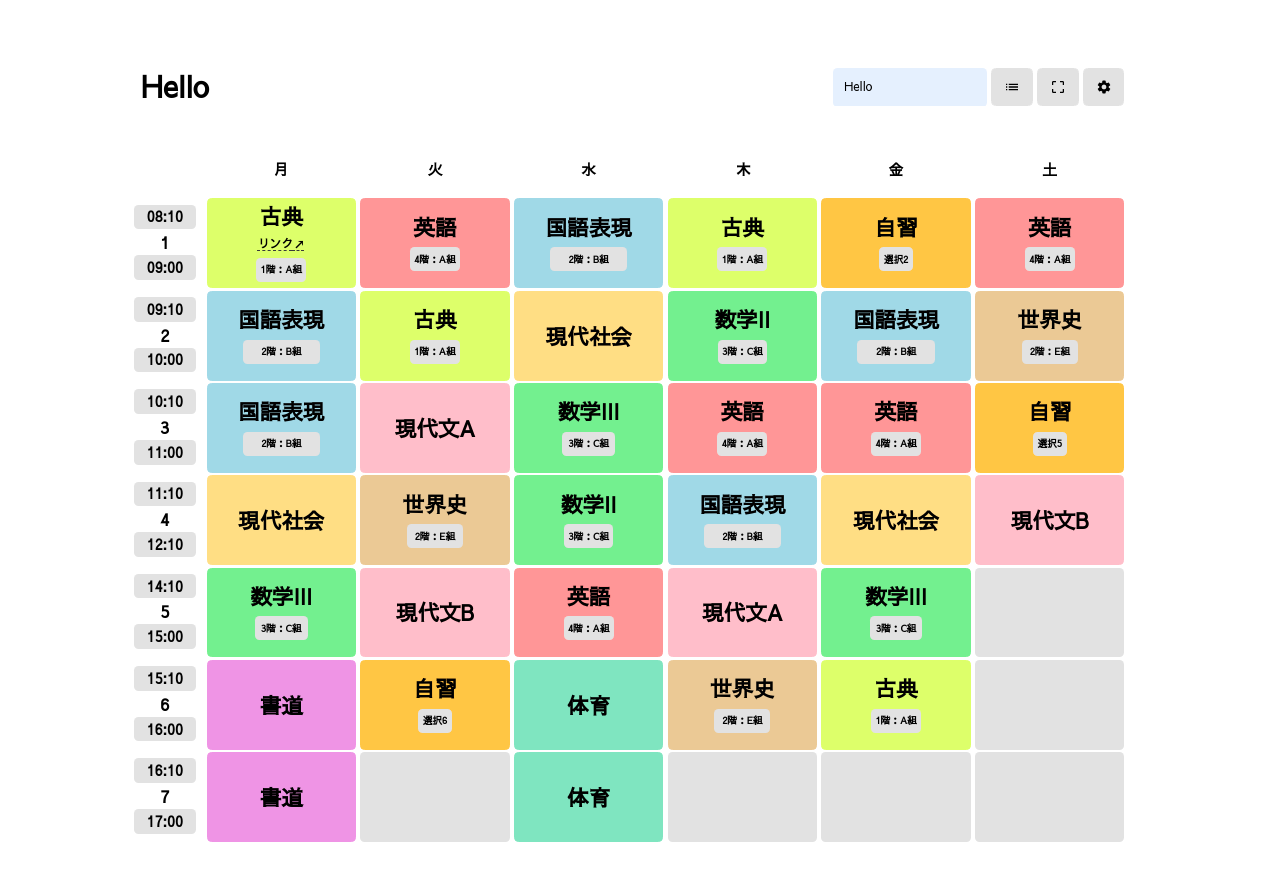 Hello
Hello
月 火 水 木 金 土
08:10
1
09:00
古典
リンク↗
1階：A組
英語
4階：A組
国語表現
2階：B組
古典
1階：A組
自習
選択2
英語
4階：A組
09:10
2
10:00
国語表現
2階：B組
古典
1階：A組
現代社会
数学II
3階：C組
国語表現
2階：B組
世界史
2階：E組
10:10
3
11:00
国語表現
2階：B組
現代文A
数学III
3階：C組
英語
4階：A組
英語
4階：A組
自習
選択5
11:10
4
12:10
現代社会
世界史
2階：E組
数学II
3階：C組
国語表現
2階：B組
現代社会
現代文B
14:10
5
15:00
数学III
3階：C組
現代文B
英語
4階：A組
現代文A
数学III
3階：C組
15:10
6
16:00
書道
自習
選択6
体育
世界史
2階：E組
古典
1階：A組
16:10
7
17:00
書道
体育